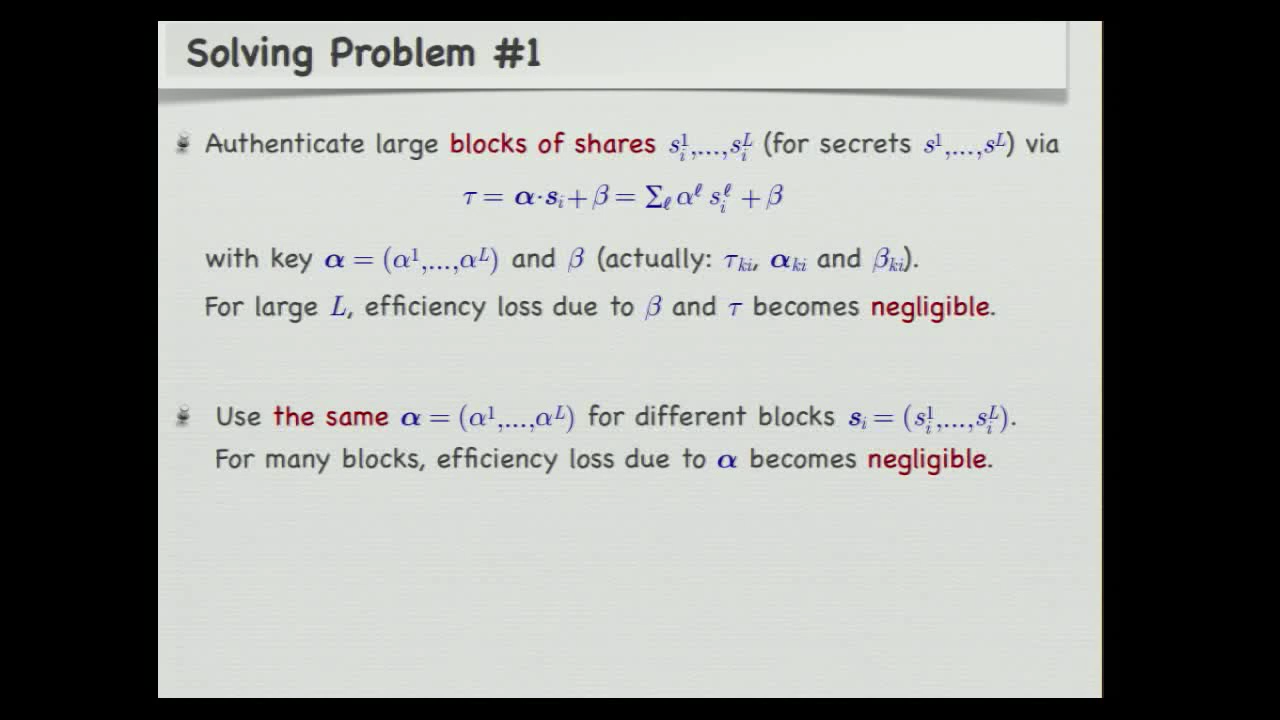 Solving Problem #1
Authenticate large blocks of shares s_i^1,...,s_i^L (for secrets s^1,...,s^L) via
τ = α·s_i + β = Σ_ℓ α^ℓ s_i^ℓ + β
with key α = (α^1,...,α^L) and β (actually: τ_ki, α_ki and β_ki).
For large L, efficiency loss due to β and τ becomes negligible.
Use the same α = (α^1,...,α^L) for different blocks s_i = (s_i^1,...,s_i^L).
For many blocks, efficiency loss due to α becomes negligible.